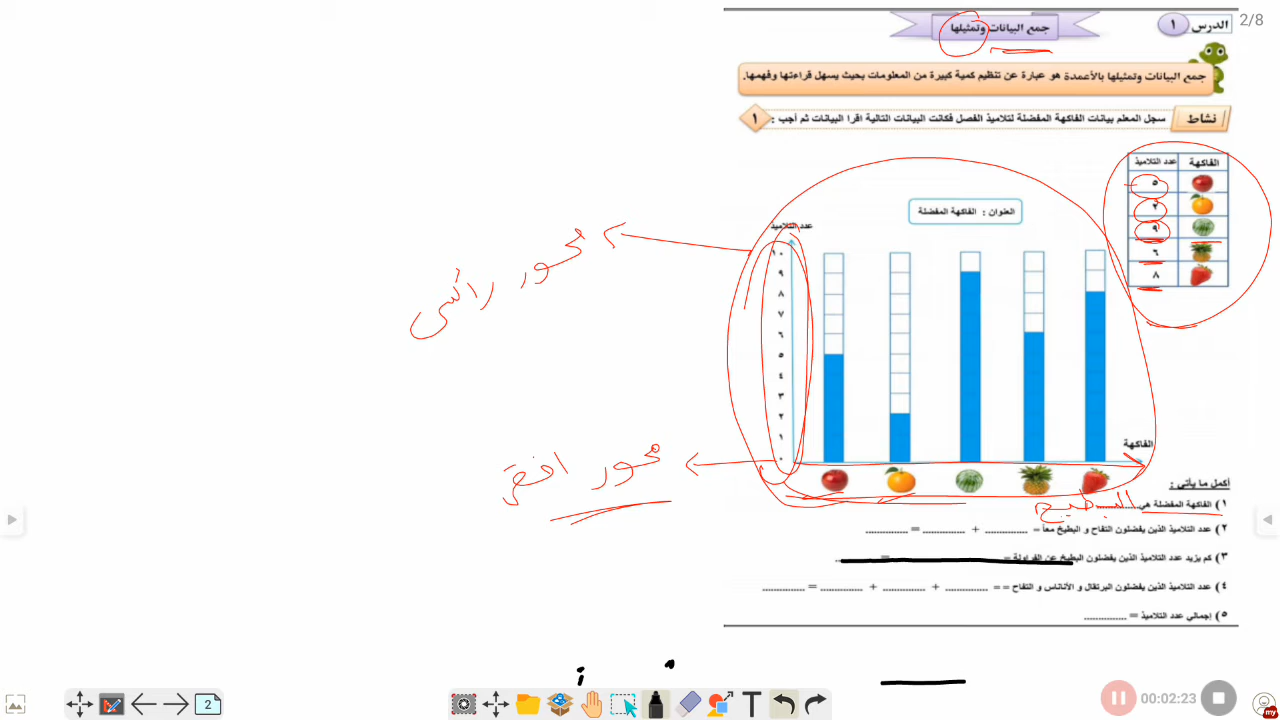 2/8
الدرس ١
جمع البيانات وتمثيلها
جمع البيانات وتمثيلها بالأعمدة هو عبارة عن تنظيم كمية كبيرة من المعلومات بحيث يسهل قراءتها وفهمها.
نشاط ١ سجل المعلم بيانات الفاكهة المفضلة لتلاميذ الفصل فكانت البيانات التالية اقرا البيانات ثم أجب :
الفاكهة عدد التلاميذ
٥
٢
٩
٦
٨
العنوان : الفاكهة المفضلة
عدد التلاميذ
١٠
٩
٨
٧
٦
٥
٤
٣
٢
١
٠
الفاكهة
محور رأسى
محور افقى
أكمل ما يأتي :
١) الفاكهة المفضلة هي البطيخ
٢) عدد التلاميذ الذين يفضلون التفاح و البطيخ معاً = ............ + ............ = ............
٣) كم يزيد عدد التلاميذ الذين يفضلون البطيخ عن الفراولة = ............ = ............
٤) عدد التلاميذ الذين يفضلون البرتقال و الأناناس و التفاح = = ............ + ............ + ............ = ............
٥) إجمالي عدد التلاميذ = ............
2
T
00:02:23
my